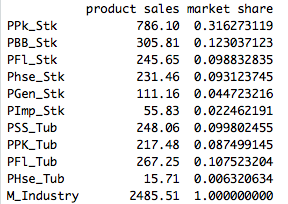 product sales market share
PPk_Stk 786.10 0.316273119
PBB_Stk 305.81 0.123037123
PFl_Stk 245.65 0.098832835
Phse_Stk 231.46 0.093123745
PGen_Stk 111.16 0.044723216
PImp_Stk 55.83 0.022462191
PSS_Tub 248.06 0.099802455
PPK_Tub 217.48 0.087499145
PFl_Tub 267.25 0.107523204
PHse_Tub 15.71 0.006320634
M_Industry 2485.51 1.000000000